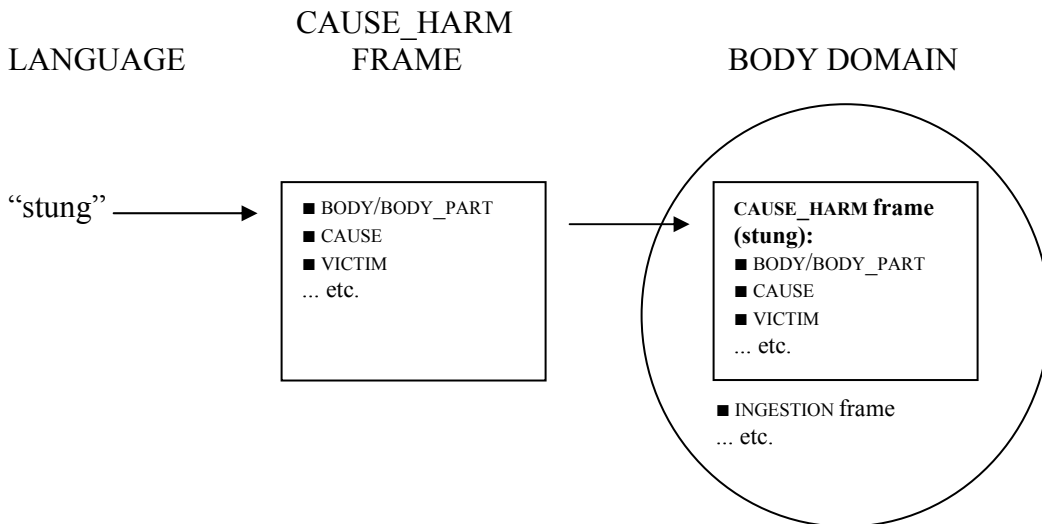 LANGUAGE
CAUSE_HARM
FRAME
BODY DOMAIN
“stung”
■ BODY/BODY_PART
■ CAUSE
■ VICTIM
... etc.
CAUSE_HARM frame
(stung):
■ BODY/BODY_PART
■ CAUSE
■ VICTIM
... etc.
■ INGESTION frame
... etc.